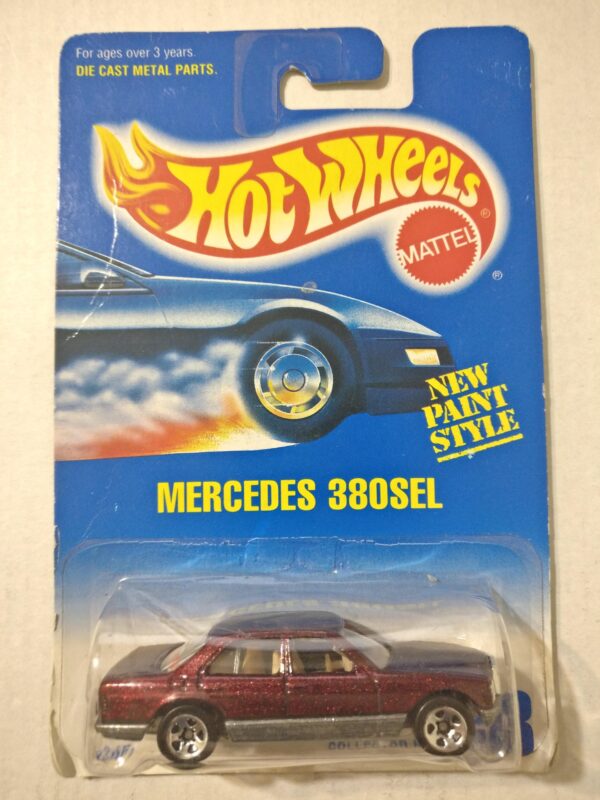 For ages over 3 years.
DIE CAST METAL PARTS.
HOT WHEELS
®
MATTEL
®
NEW
PAINT
STYLE
MERCEDES 380SEL